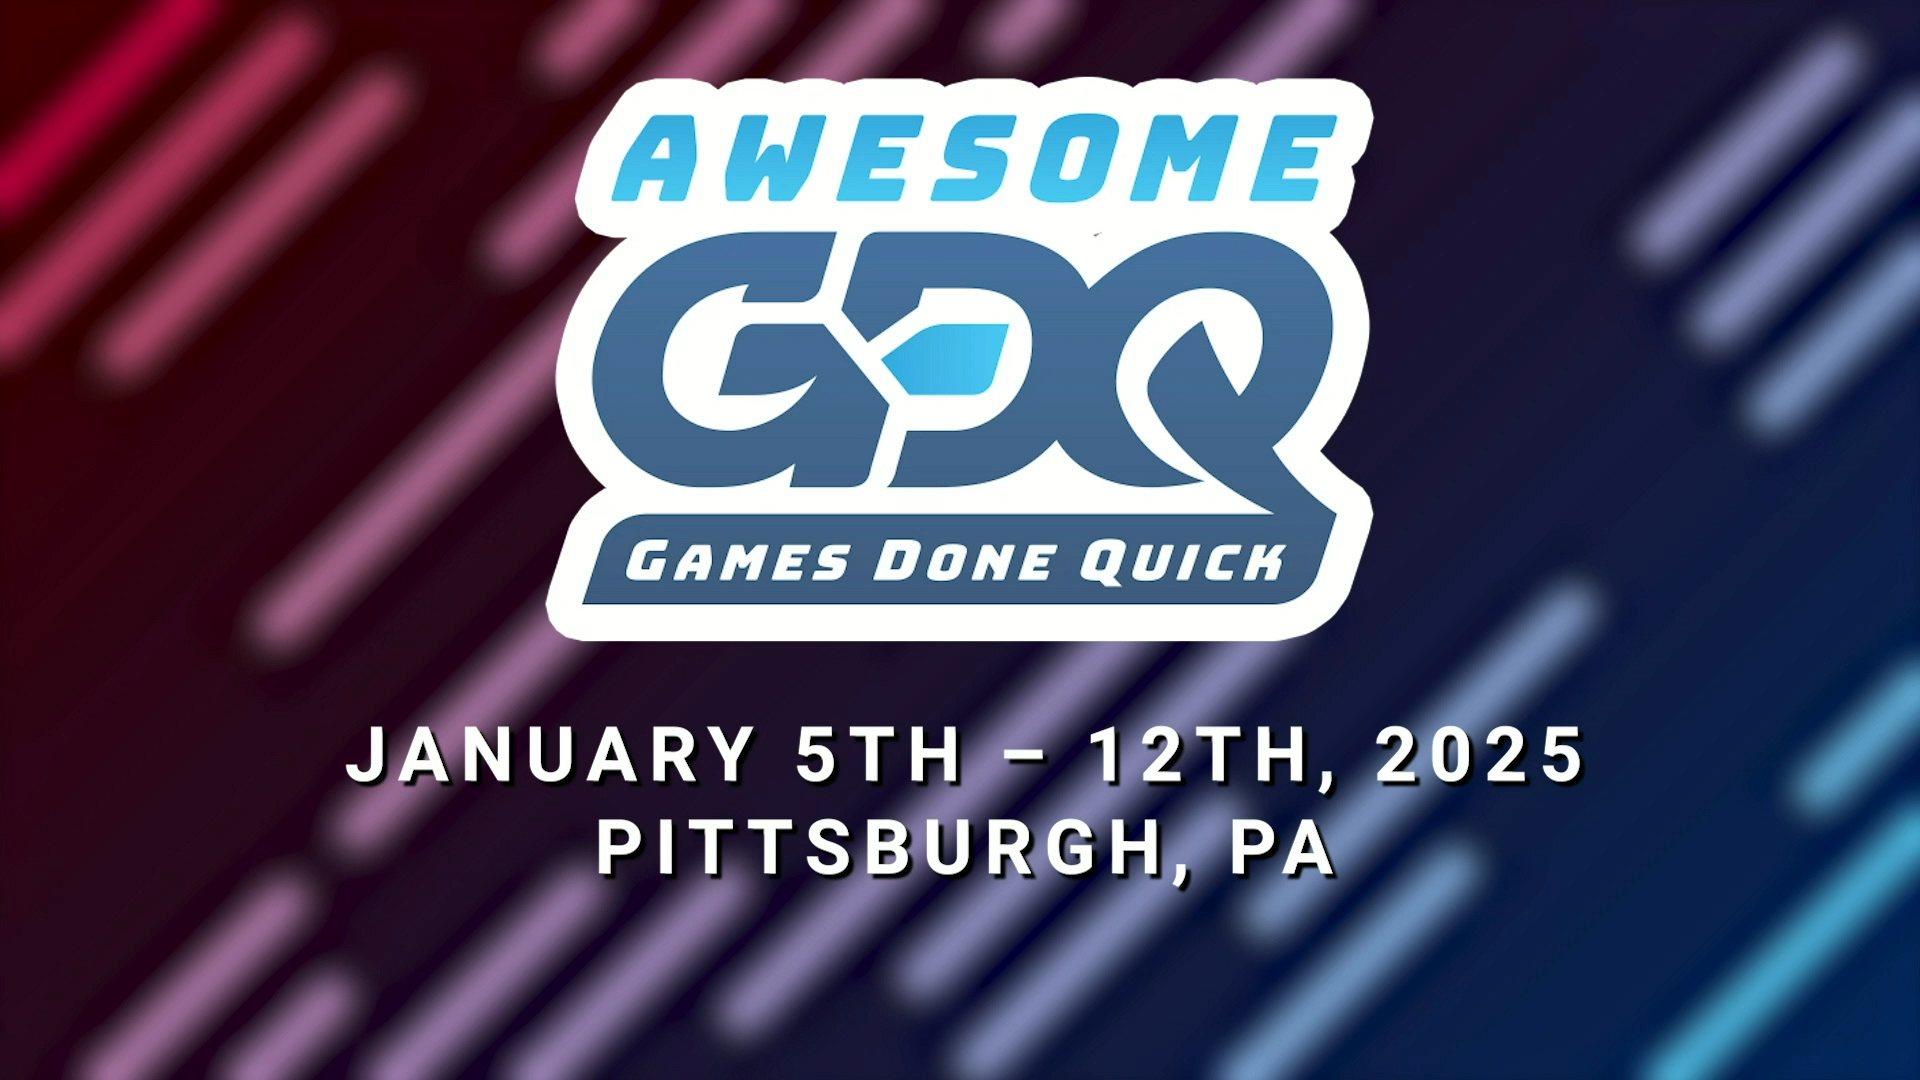 AWESOME
GDQ
GAMES DONE QUICK
JANUARY 5TH – 12TH, 2025
PITTSBURGH, PA